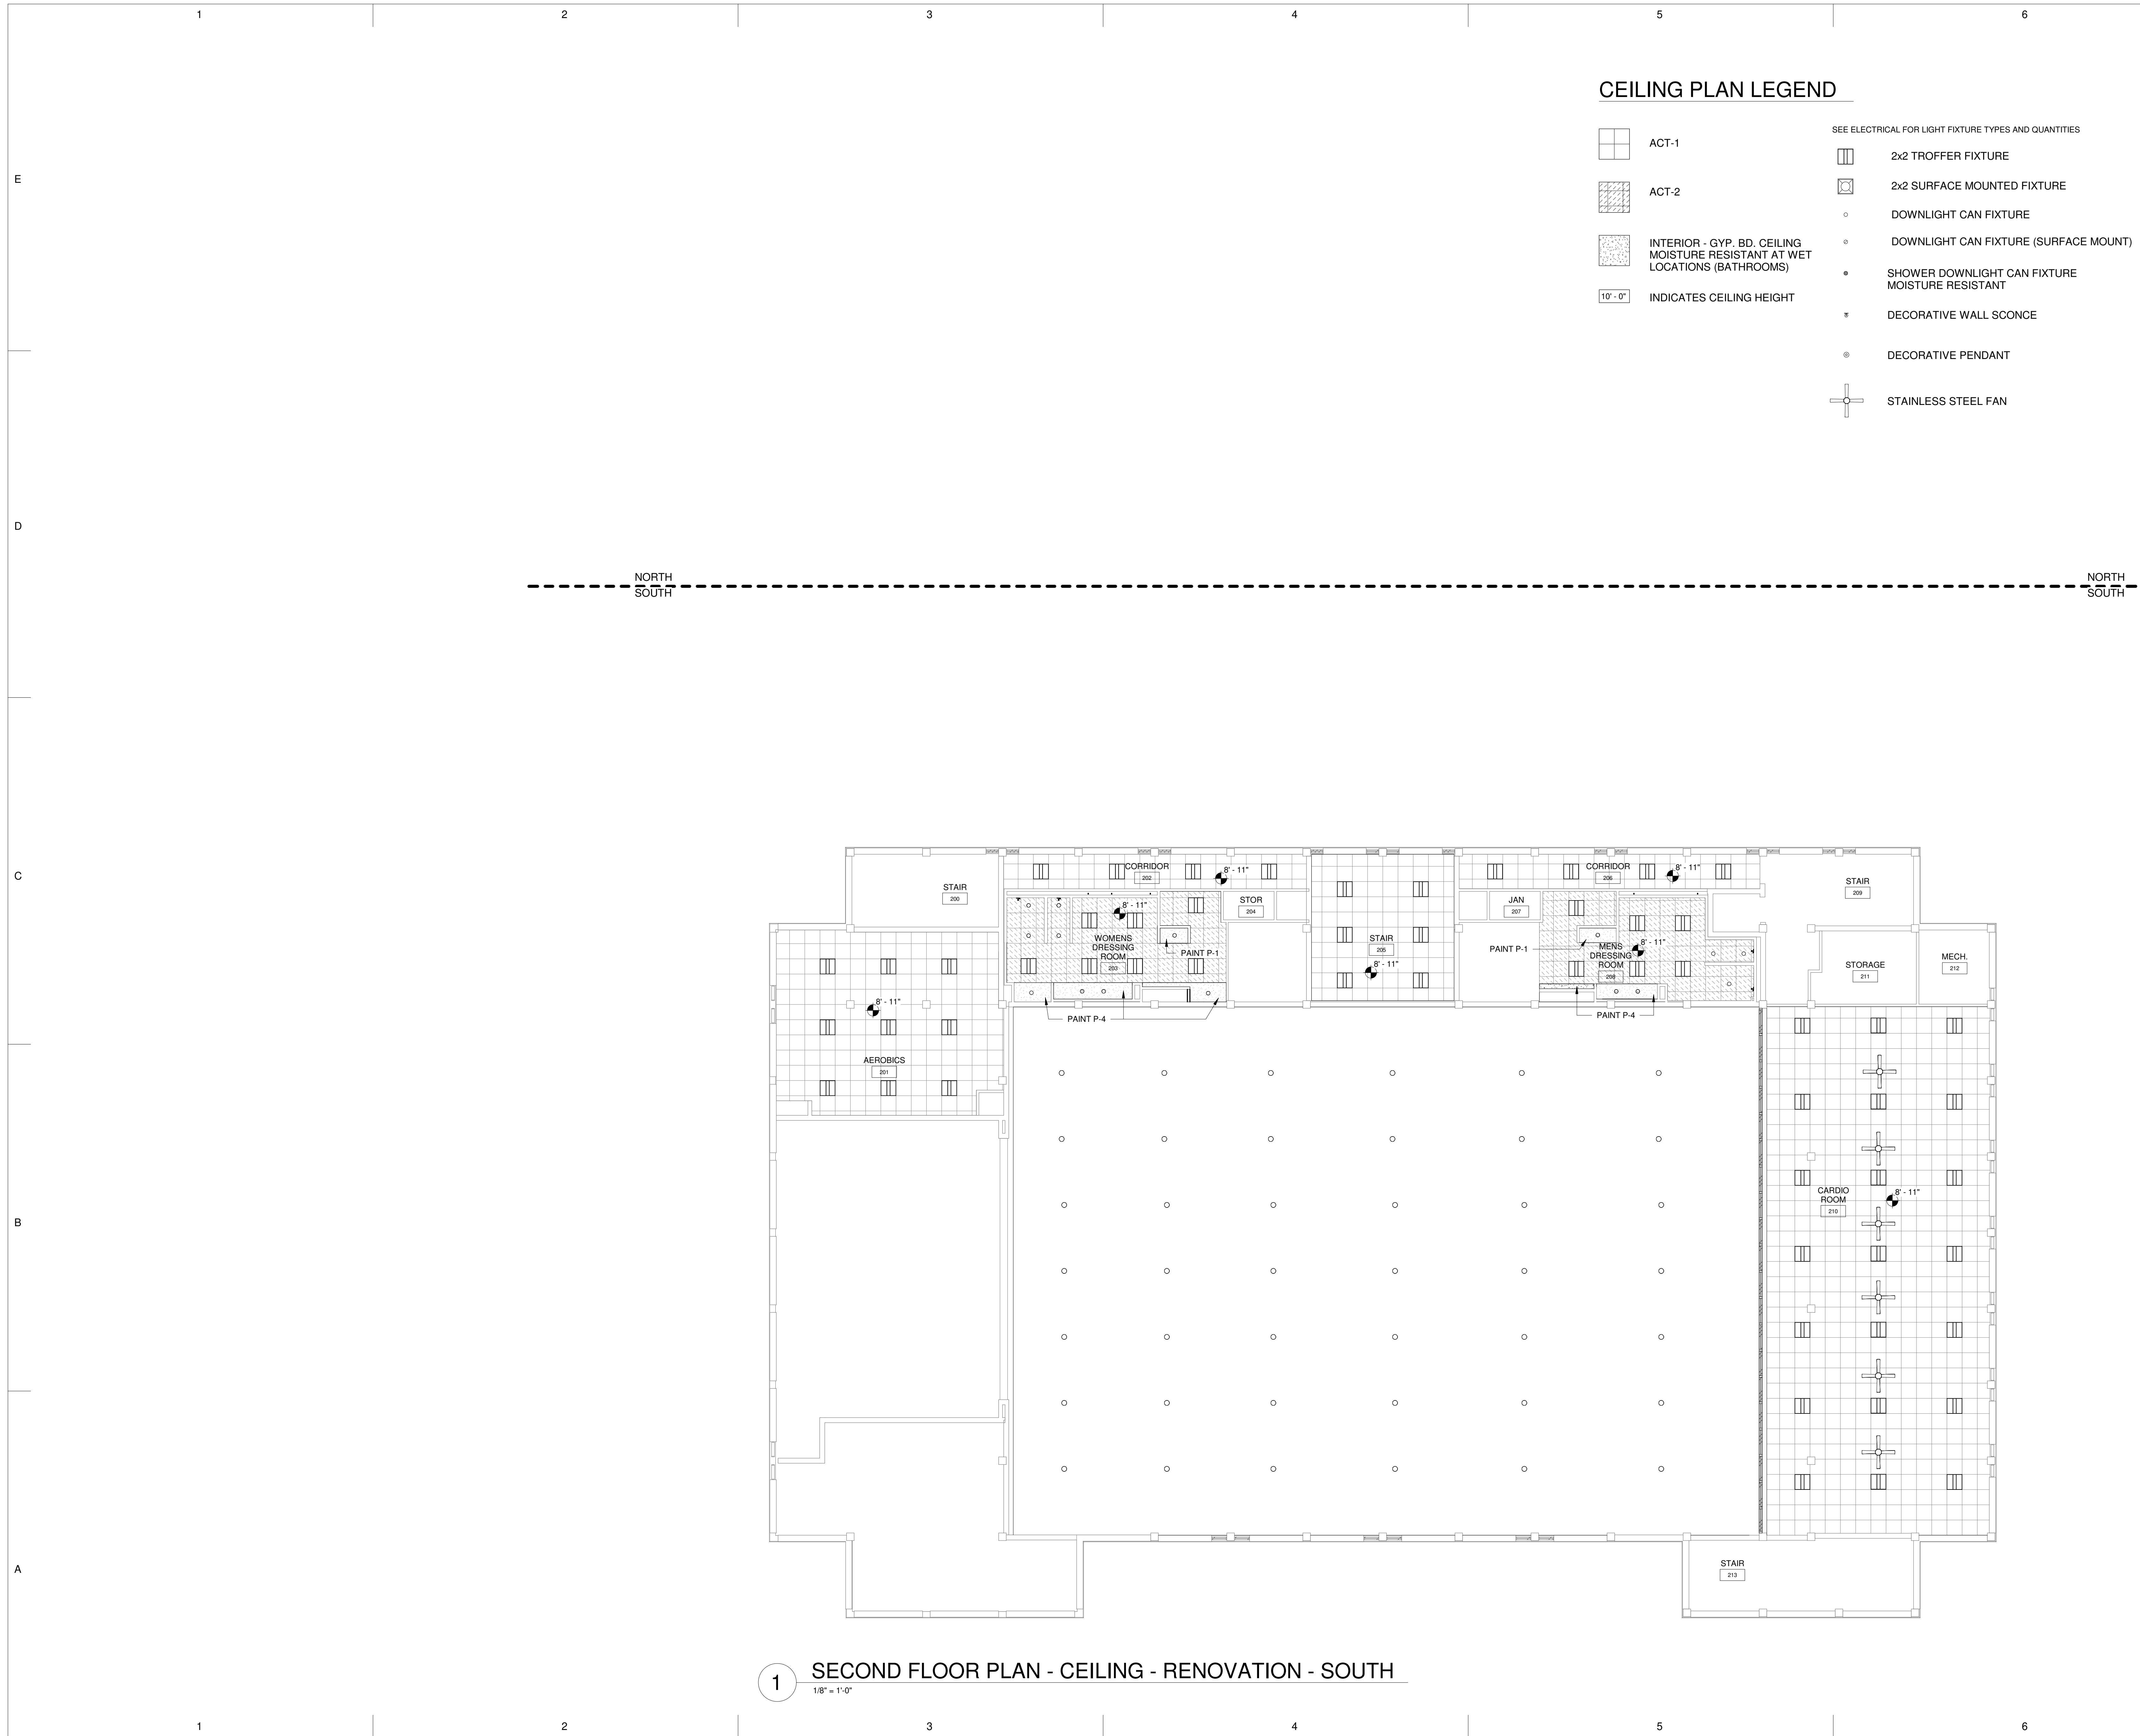 1 2 3 4 5 6
CEILING PLAN LEGEND
ACT-1
ACT-2
INTERIOR - GYP. BD. CEILING
MOISTURE RESISTANT AT WET
LOCATIONS (BATHROOMS)
10' - 0"
INDICATES CEILING HEIGHT
SEE ELECTRICAL FOR LIGHT FIXTURE TYPES AND QUANTITIES
2x2 TROFFER FIXTURE
2x2 SURFACE MOUNTED FIXTURE
DOWNLIGHT CAN FIXTURE
DOWNLIGHT CAN FIXTURE (SURFACE MOUNT)
SHOWER DOWNLIGHT CAN FIXTURE
MOISTURE RESISTANT
DECORATIVE WALL SCONCE
DECORATIVE PENDANT
STAINLESS STEEL FAN
E
D
C
B
A
NORTH
SOUTH
NORTH
SOUTH
STAIR
200
CORRIDOR
202
8' - 11"
8' - 11"
WOMENS
DRESSING
ROOM
203
PAINT P-1
PAINT P-4
STOR
204
STAIR
205
8' - 11"
CORRIDOR
206
8' - 11"
JAN
207
PAINT P-1
MENS
DRESSING
ROOM
208
8' - 11"
PAINT P-4
STAIR
209
STORAGE
211
MECH.
212
8' - 11"
AEROBICS
201
CARDIO
ROOM
210
8' - 11"
STAIR
213
1
SECOND FLOOR PLAN - CEILING - RENOVATION - SOUTH
1/8" = 1'-0"
1 2 3 4 5 6